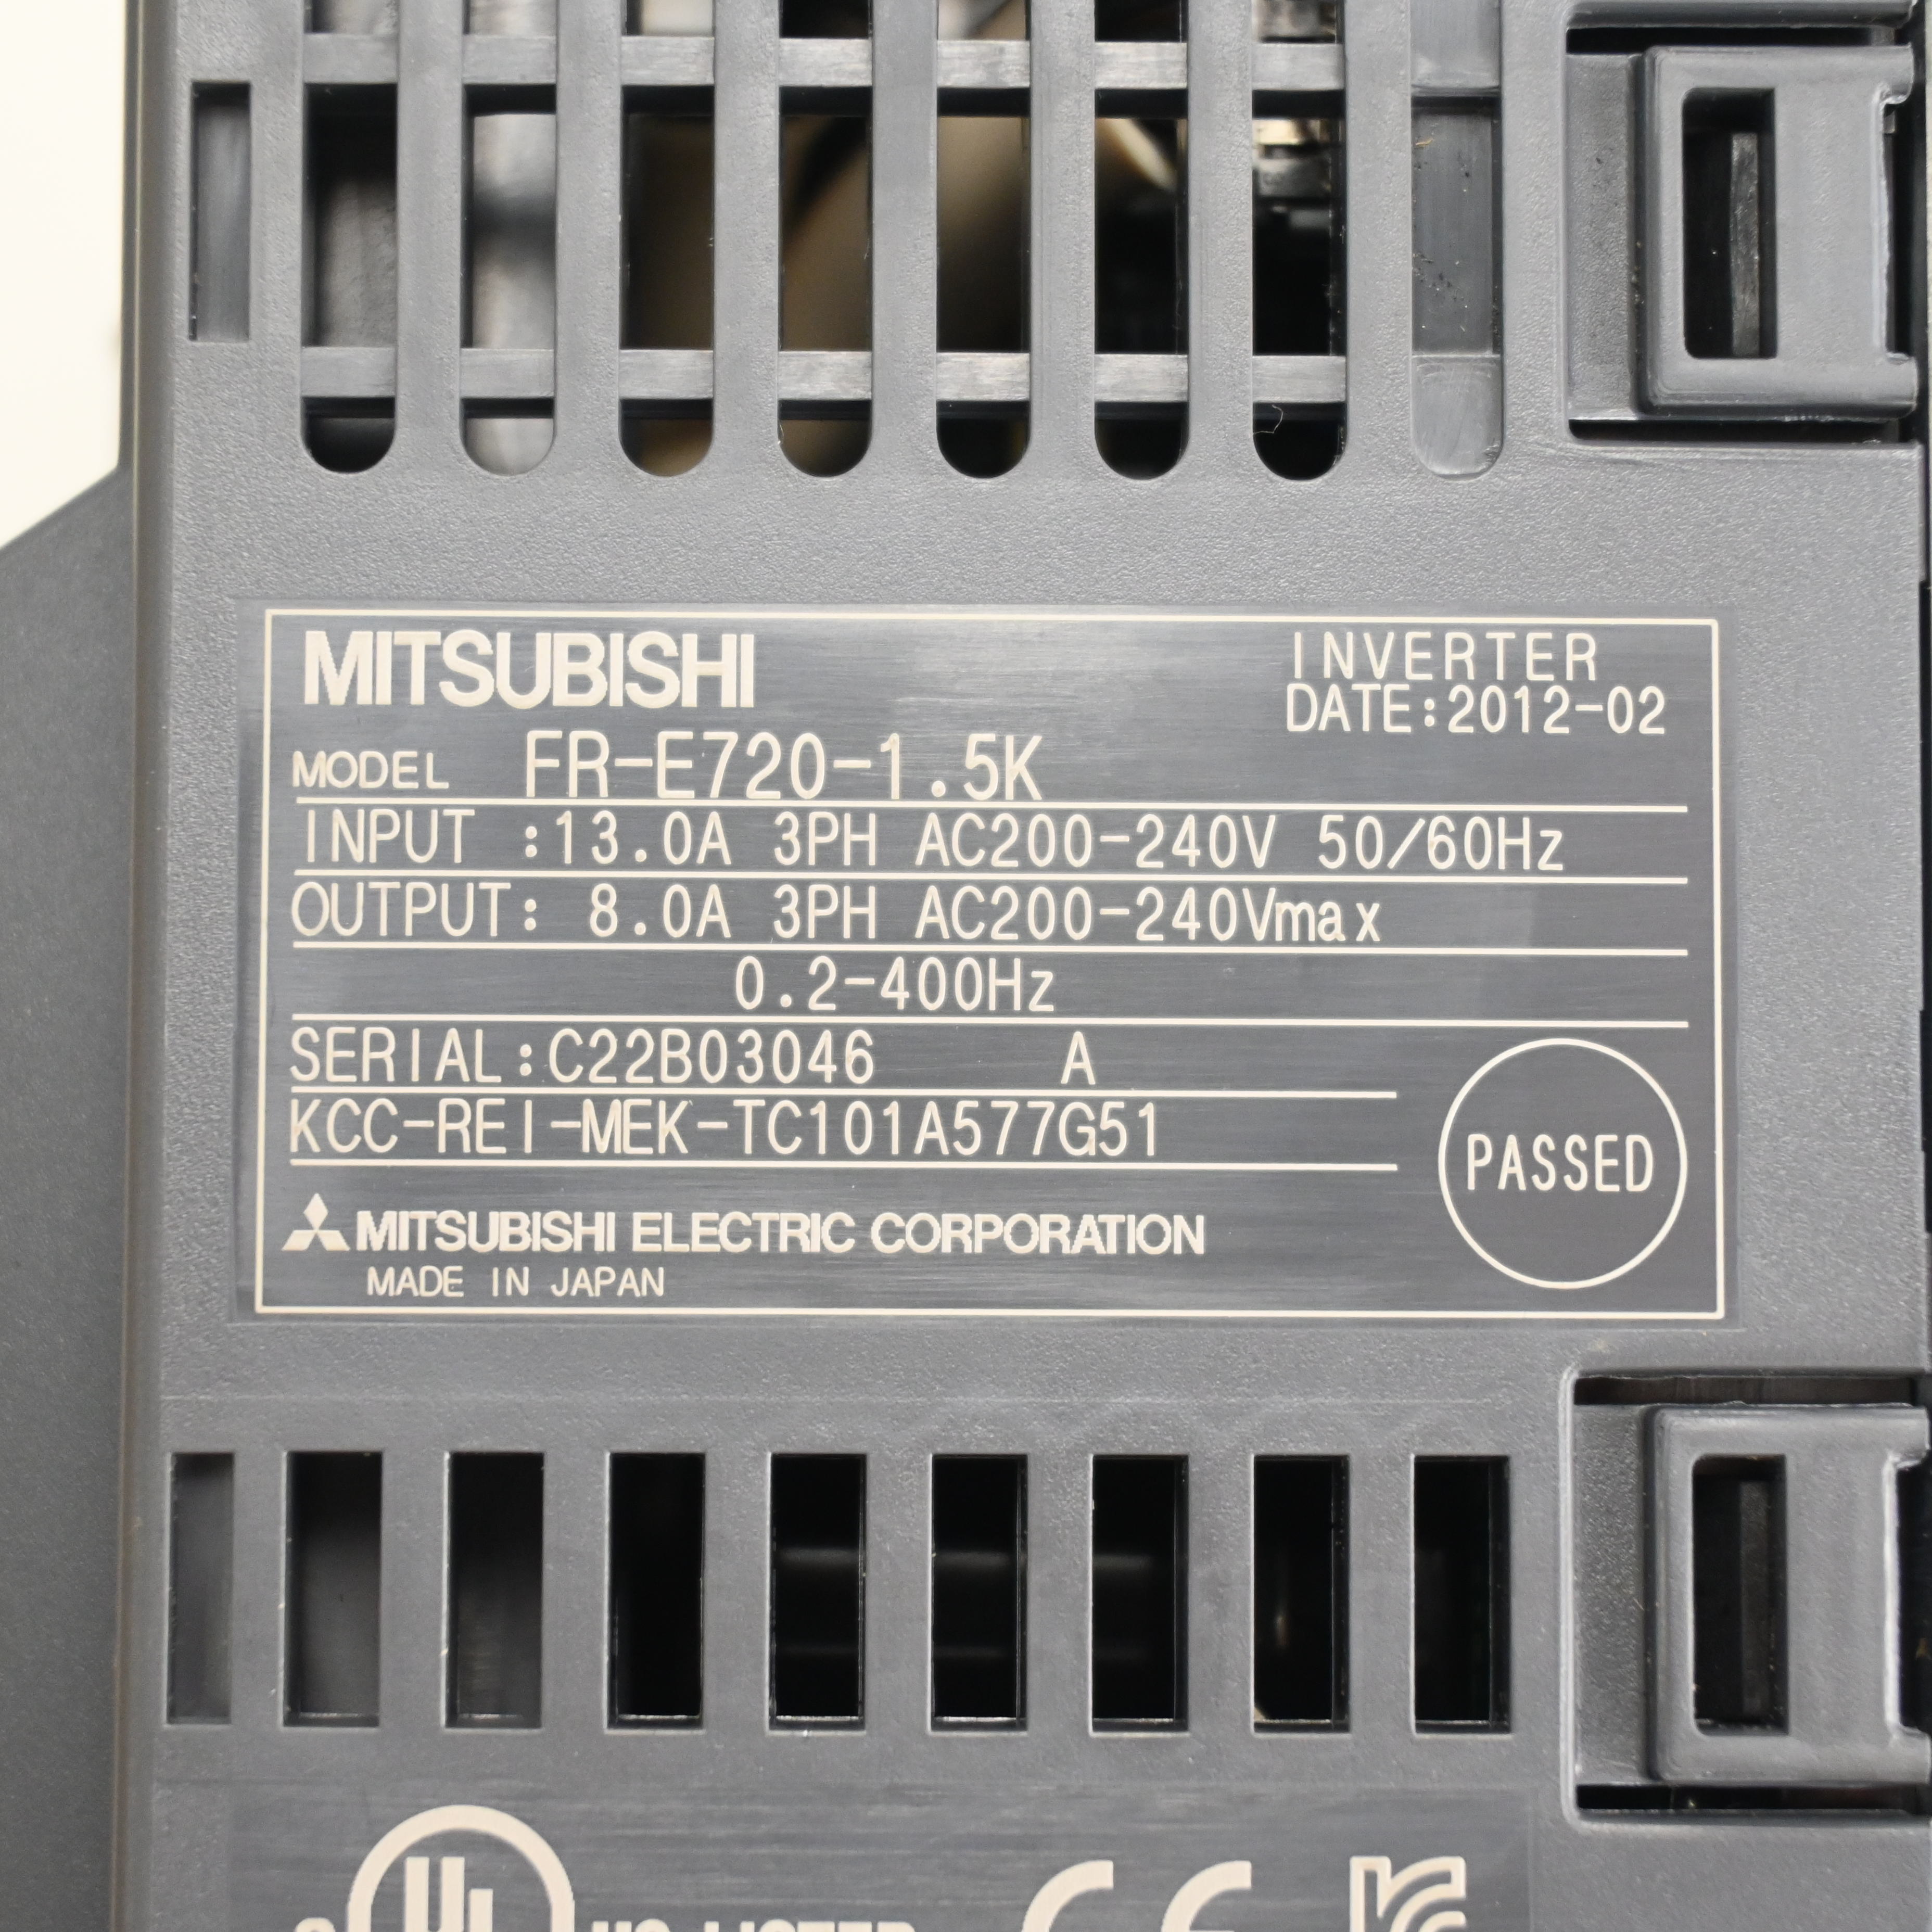 MITSUBISHI
INVERTER
DATE:2012-02
MODEL FR-E720-1.5K
INPUT :13.0A 3PH AC200-240V 50/60Hz
OUTPUT: 8.0A 3PH AC200-240Vmax
0.2-400Hz
SERIAL:C22B03046 A
KCC-REI-MEK-TC101A577G51
PASSED
MITSUBISHI ELECTRIC CORPORATION
MADE IN JAPAN
UL
CE